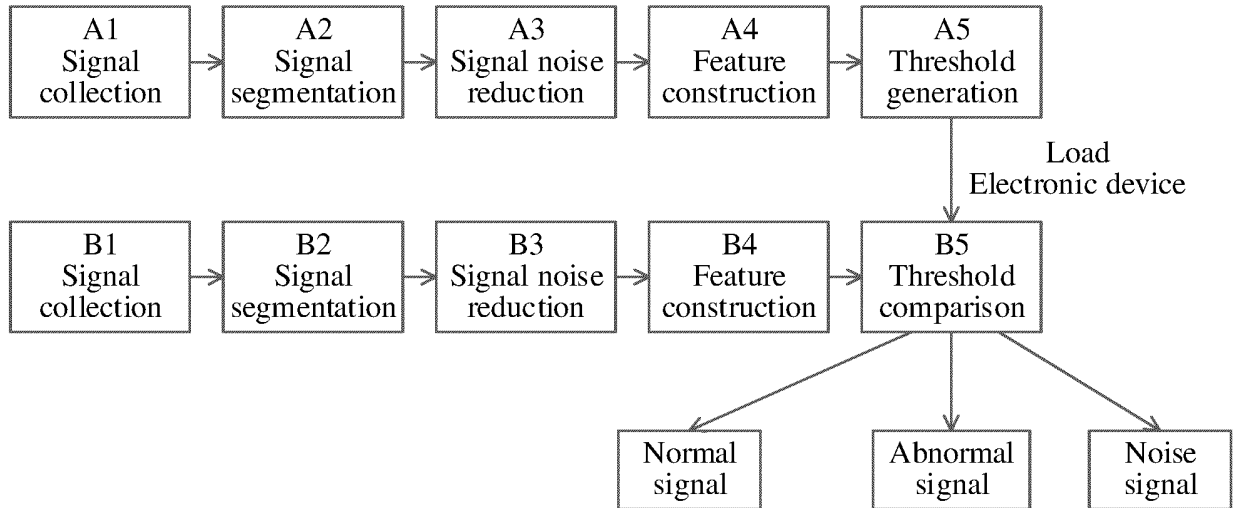 A1
Signal
collection
A2
Signal
segmentation
A3
Signal noise
reduction
A4
Feature
construction
A5
Threshold
generation
Load
Electronic device
B1
Signal
collection
B2
Signal
segmentation
B3
Signal noise
reduction
B4
Feature
construction
B5
Threshold
comparison
Normal
signal
Abnormal
signal
Noise
signal